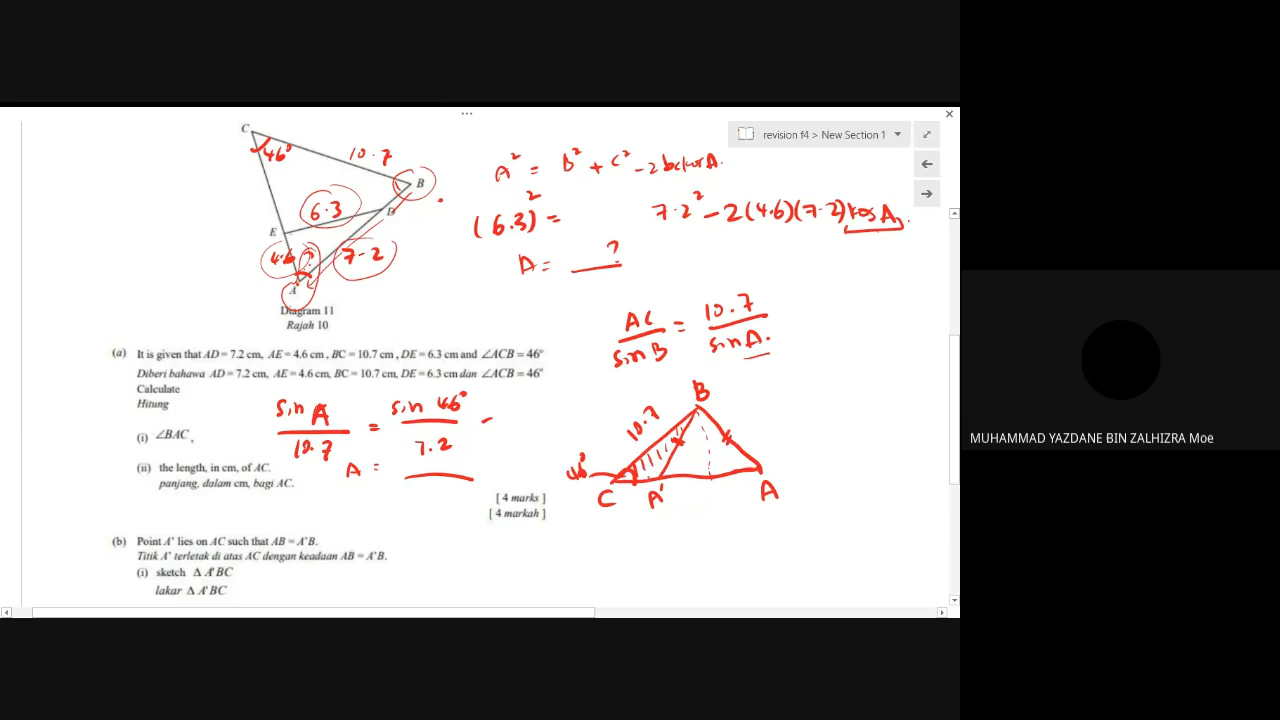 revision f4 > New Section 1
C
46°
10.7
B
6.3
D
E
4.6
?
7.2
A
Diagram 11
Rajah 10
A² = B² + C² - 2bckosA.
(6.3)² = 7.2² - 2(4.6)(7.2)kosA.
A = ?
AC/sin B = 10.7/sin A.
(a) It is given that AD = 7.2 cm, AE = 4.6 cm, BC = 10.7 cm, DE = 6.3 cm and ∠ACB = 46°
Diberi bahawa AD = 7.2 cm, AE = 4.6 cm, BC = 10.7 cm, DE = 6.3 cm dan ∠ACB = 46°
Calculate
Hitung
sin A/10.7 = sin 46°/7.2
A =
(i) ∠BAC,
(ii) the length, in cm, of AC.
panjang, dalam cm, bagi AC.
[ 4 marks ]
[ 4 markah ]
B
10.7
46°
C
A'
A
(b) Point A' lies on AC such that AB = A'B.
Titik A' terletak di atas AC dengan keadaan AB = A'B.
(i) sketch Δ A'BC
lakar Δ A'BC
MUHAMMAD YAZDANE BIN ZALHIZRA Moe